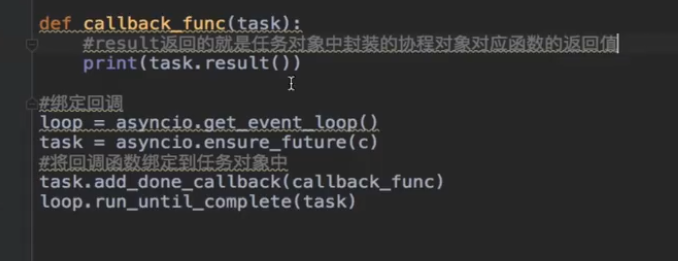 def callback_func(task):
#result返回的就是任务对象中封装的协程对象对应函数的返回值
print(task.result())
#绑定回调
loop = asyncio.get_event_loop()
task = asyncio.ensure_future(c)
#将回调函数绑定到任务对象中
task.add_done_callback(callback_func)
loop.run_until_complete(task)